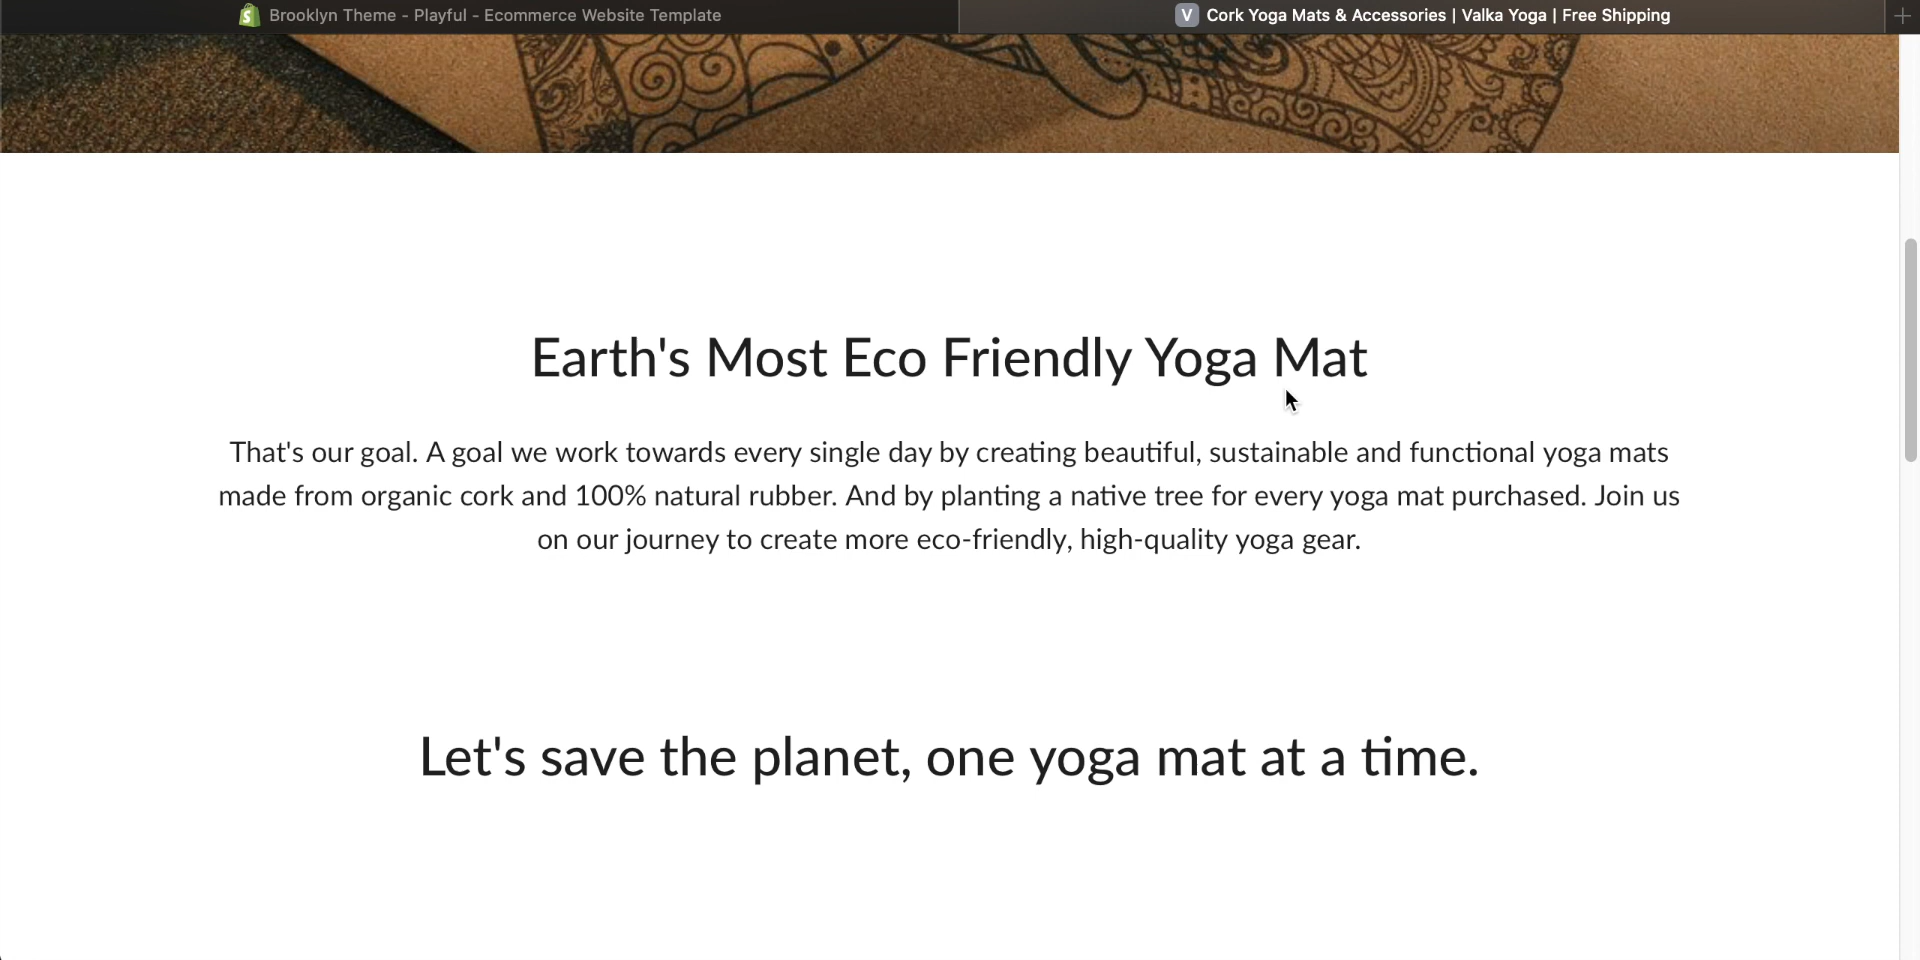 Brooklyn Theme - Playful - Ecommerce Website Template
V Cork Yoga Mats & Accessories | Valka Yoga | Free Shipping
Earth's Most Eco Friendly Yoga Mat
That's our goal. A goal we work towards every single day by creating beautiful, sustainable and functional yoga mats
made from organic cork and 100% natural rubber. And by planting a native tree for every yoga mat purchased. Join us
on our journey to create more eco-friendly, high-quality yoga gear.
Let's save the planet, one yoga mat at a time.